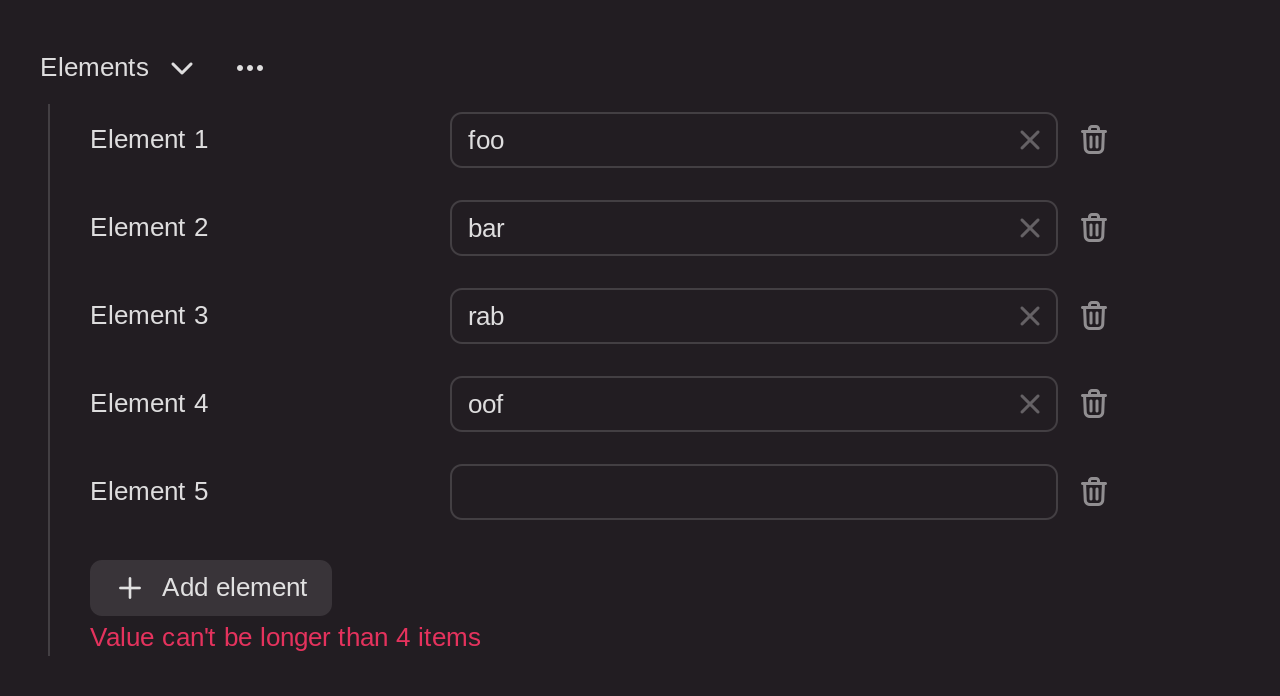 Elements
Element 1
foo
Element 2
bar
Element 3
rab
Element 4
oof
Element 5
Add element
Value can't be longer than 4 items